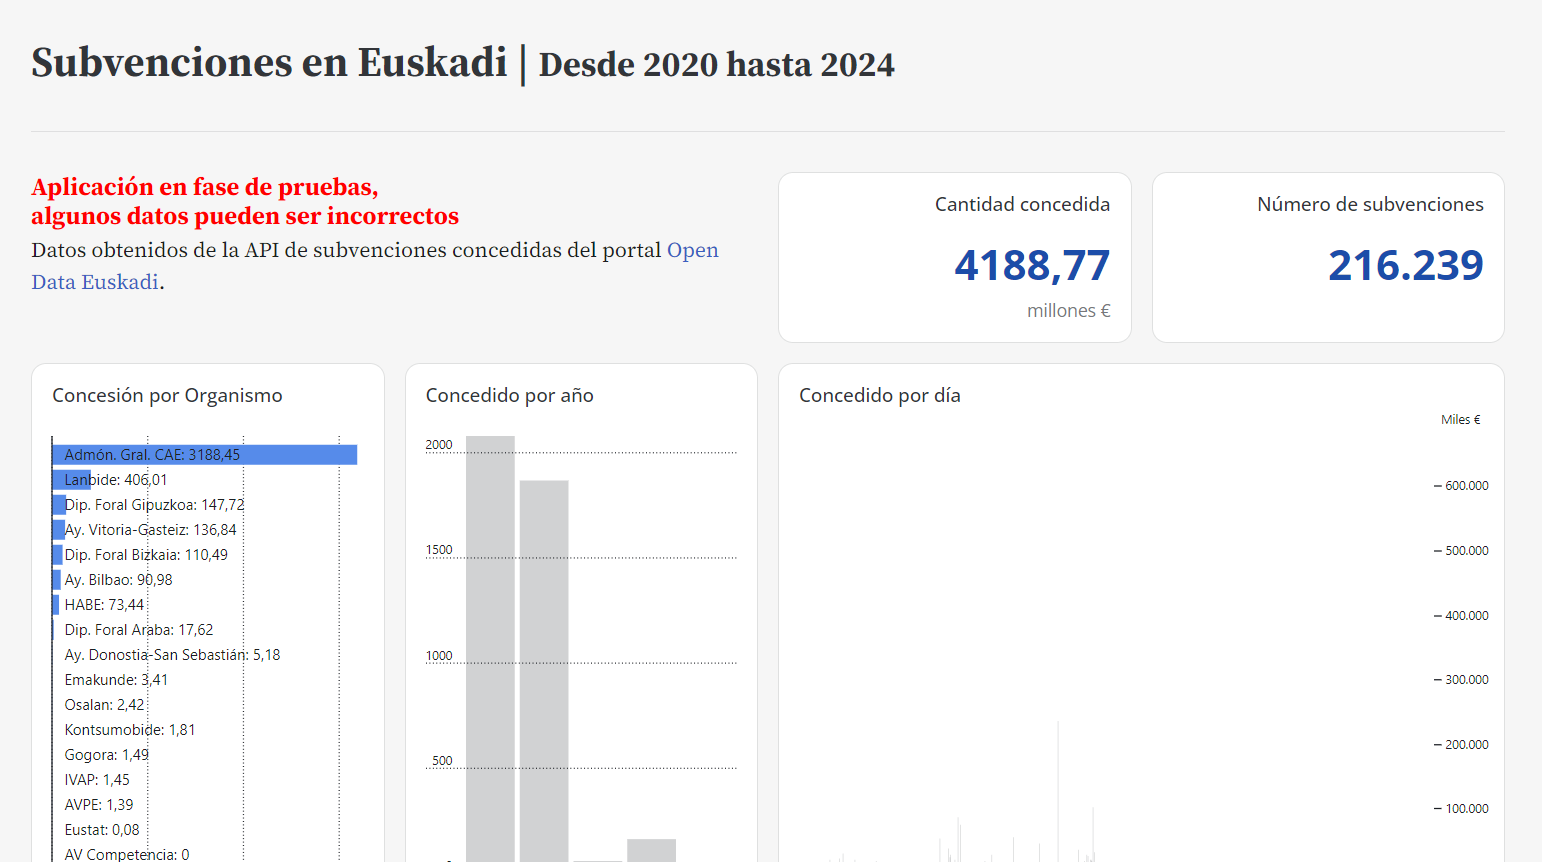 Subvenciones en Euskadi | Desde 2020 hasta 2024
Aplicación en fase de pruebas,
algunos datos pueden ser incorrectos
Datos obtenidos de la API de subvenciones concedidas del portal Open
Data Euskadi.
Cantidad concedida
4188,77
millones €
Número de subvenciones
216.239
Concesión por Organismo
Admón. Gral. CAE: 3188,45
Lanbide: 406,01
Dip. Foral Gipuzkoa: 147,72
Ay. Vitoria-Gasteiz: 136,84
Dip. Foral Bizkaia: 110,49
Ay. Bilbao: 90,98
HABE: 73,44
Dip. Foral Araba: 17,62
Ay. Donostia-San Sebastián: 5,18
Emakunde: 3,41
Osalan: 2,42
Kontsumobide: 1,81
Gogora: 1,49
IVAP: 1,45
AVPE: 1,39
Eustat: 0,08
AV Competencia: 0
Concedido por año
2000
1500
1000
500
Concedido por día
Miles €
600.000
500.000
400.000
300.000
200.000
100.000